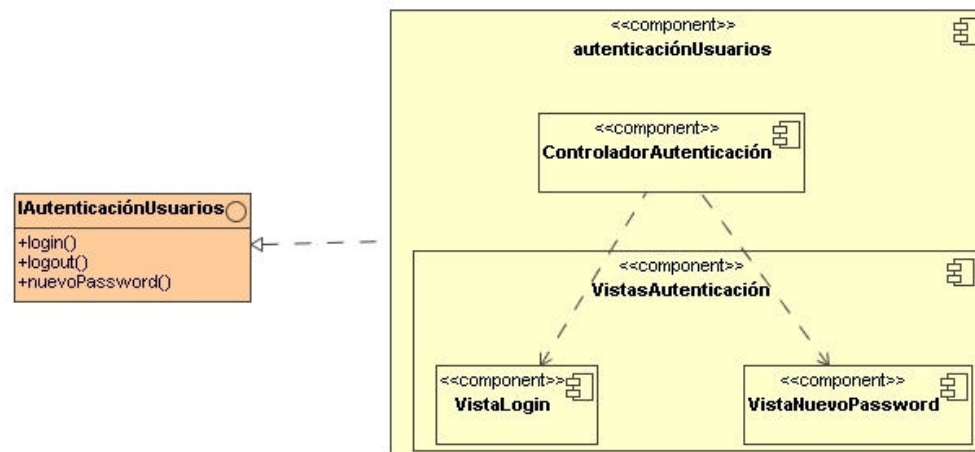 <<component>>
autenticaciónUsuarios
<<component>>
ControladorAutenticación
IAutenticaciónUsuarios
+login()
+logout()
+nuevoPassword()
<<component>>
VistasAutenticación
<<component>>
VistaLogin
<<component>>
VistaNuevoPassword